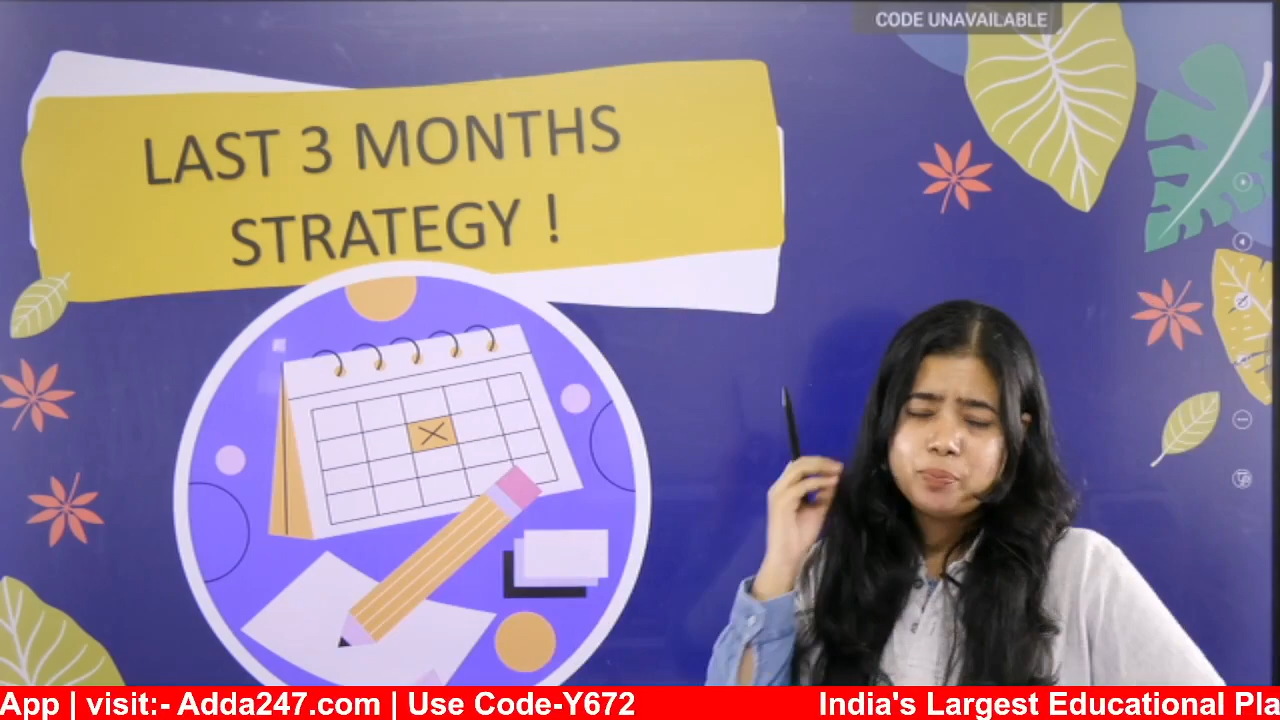 CODE UNAVAILABLE
LAST 3 MONTHS
STRATEGY !
App | visit:- Adda247.com | Use Code-Y672
India's Largest Educational Pla